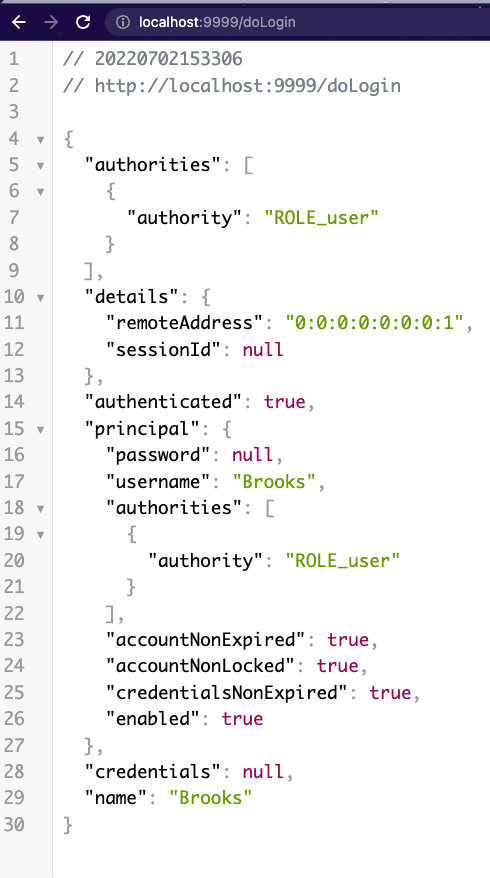 localhost:9999/doLogin
1 // 20220702153306
2 // http://localhost:9999/doLogin
3
4 {
5 "authorities": [
6 {
7 "authority": "ROLE_user"
8 }
9 ],
10 "details": {
11 "remoteAddress": "0:0:0:0:0:0:0:1",
12 "sessionId": null
13 },
14 "authenticated": true,
15 "principal": {
16 "password": null,
17 "username": "Brooks",
18 "authorities": [
19 {
20 "authority": "ROLE_user"
21 }
22 ],
23 "accountNonExpired": true,
24 "accountNonLocked": true,
25 "credentialsNonExpired": true,
26 "enabled": true
27 },
28 "credentials": null,
29 "name": "Brooks"
30 }